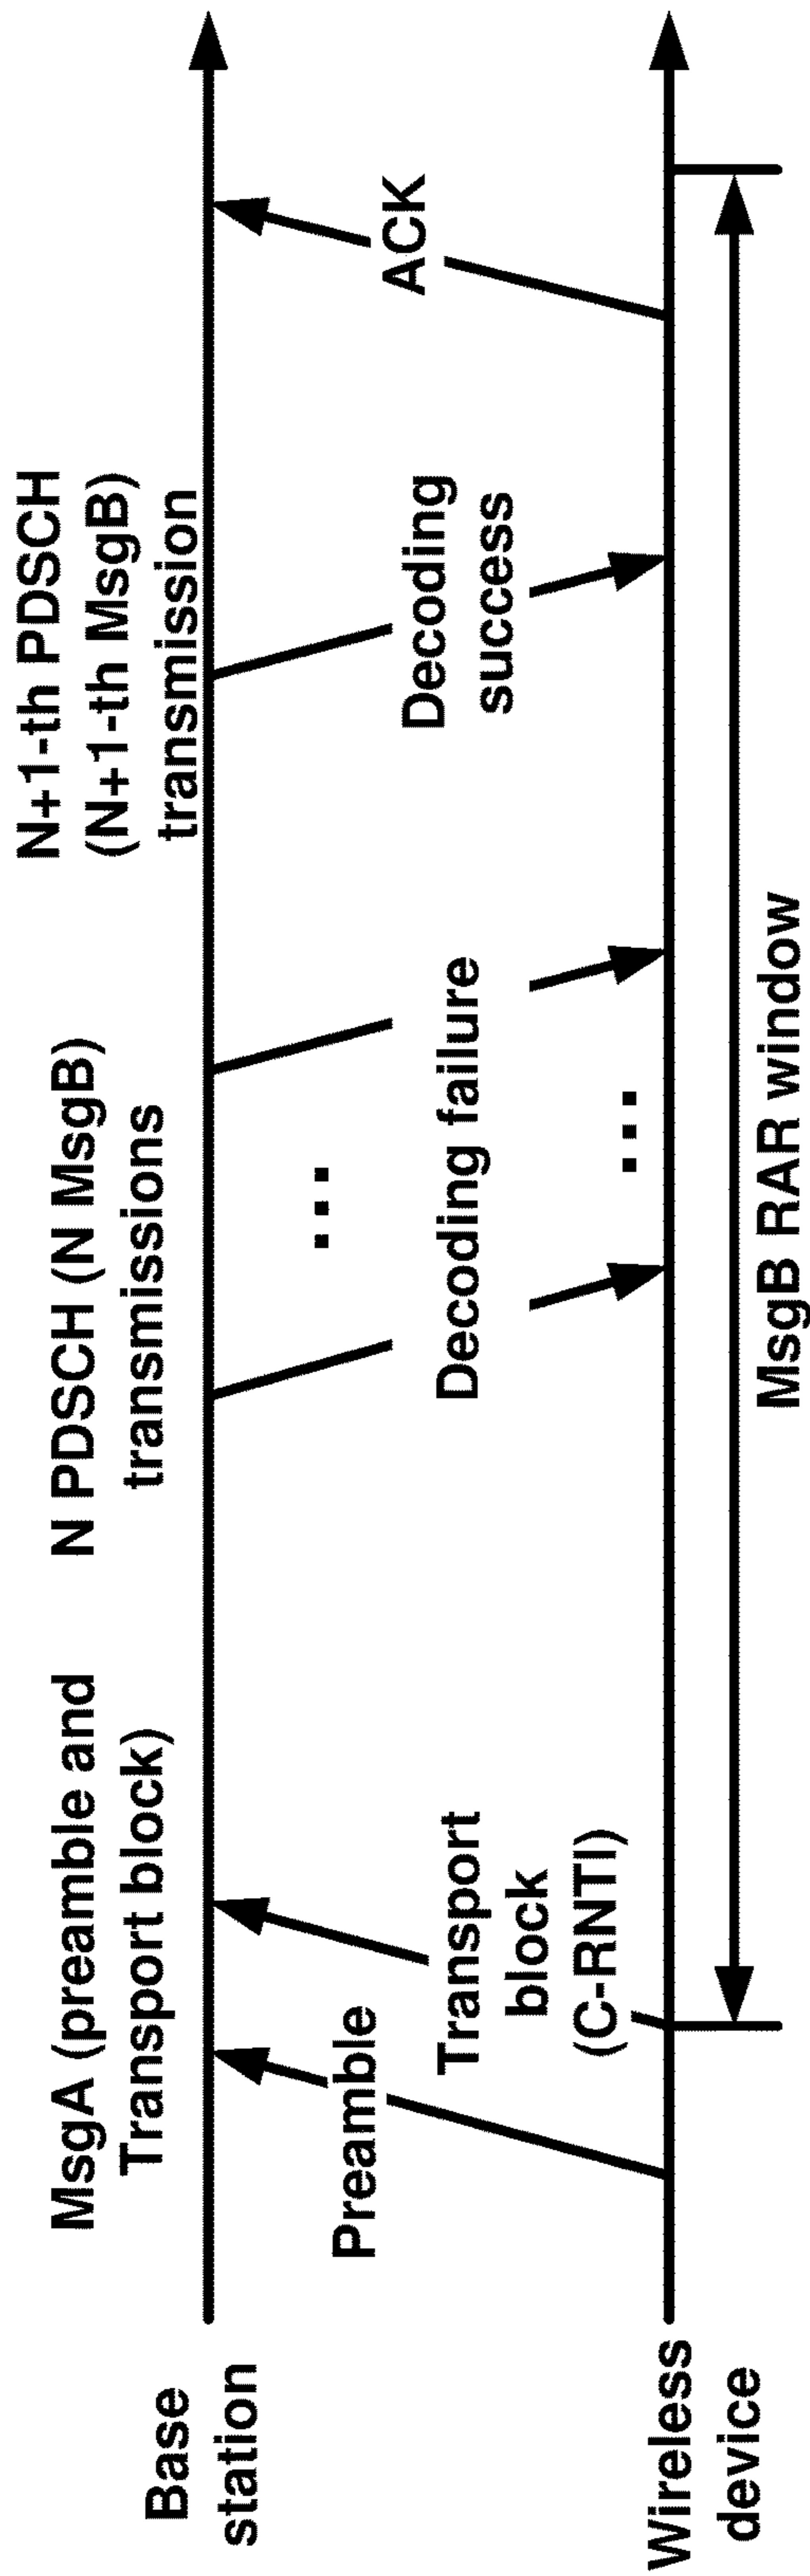 Base
station
MsgA (preamble and
Transport block)
N PDSCH (N MsgB)
transmissions
N+1-th PDSCH
(N+1-th MsgB)
transmission
Preamble
Transport
block
(C-RNTI)
...
Decoding failure
...
Decoding
success
ACK
Wireless
device
MsgB RAR window